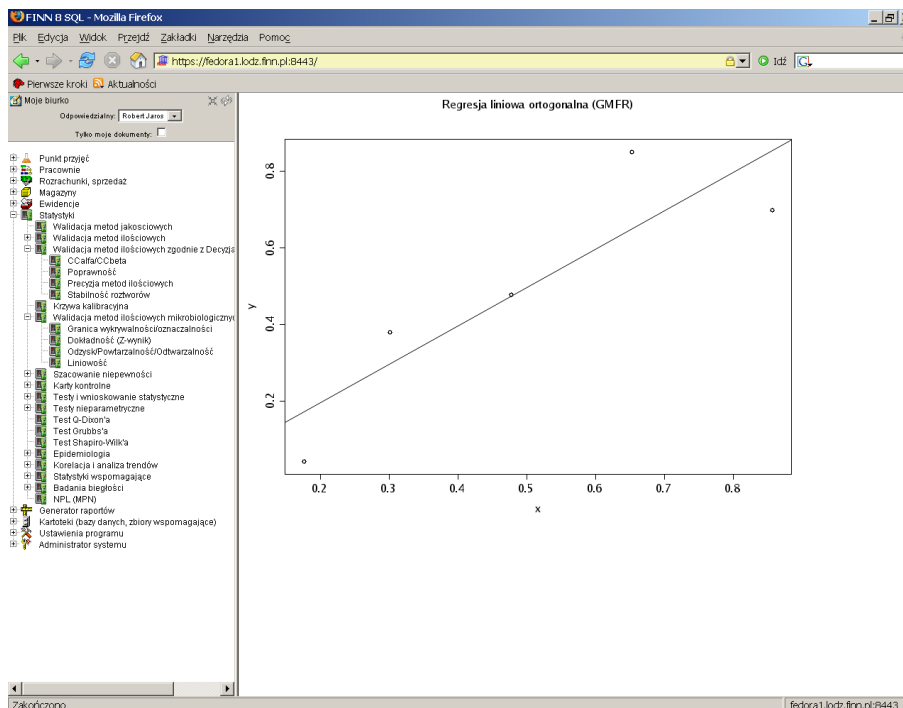 FINN 8 SQL - Mozilla Firefox
Plik Edycja Widok Przejdź Zakładki Narzędzia Pomoc
https://fedora1.lodz.finn.pl:8443/
Idź
Pierwsze kroki Aktualności
Moje biurko
Odpowiedzialny: Robert Jaros
Tylko moje dokumenty:
Punkt przyjęć
Pracownie
Rozrachunki, sprzedaż
Magazyny
Ewidencje
Statystyki
Walidacja metod jakosciowych
Walidacja metod ilościowych
Walidacja metod ilościowych zgodnie z Decyzja
CCalfa/CCbeta
Poprawność
Precyzja metod ilościowych
Stabilność roztworów
Krzywa kalibracyjna
Walidacja metod ilościowych mikrobiologiczny
Granica wykrywalności/oznaczalności
Dokładność (Z-wynik)
Odzysk/Powtarzalność/Odtwarzalność
Liniowość
Szacowanie niepewności
Karty kontrolne
Testy i wnioskowanie statystyczne
Testy nieparametryczne
Test Q-Dixon'a
Test Grubbs'a
Test Shapiro-Wilk'a
Epidemiologia
Korelacja i analiza trendów
Statystyki wspomagające
Badania biegłości
NPL (MPN)
Generator raportów
Kartoteki (bazy danych, zbiory wspomagające)
Ustawienia programu
Administrator systemu
Regresja liniowa ortogonalna (GMFR)
0.8
0.6
y
0.4
0.2
0.2 0.3 0.4 0.5 0.6 0.7 0.8
x
Zakończono
fedora1.lodz.finn.pl:8443